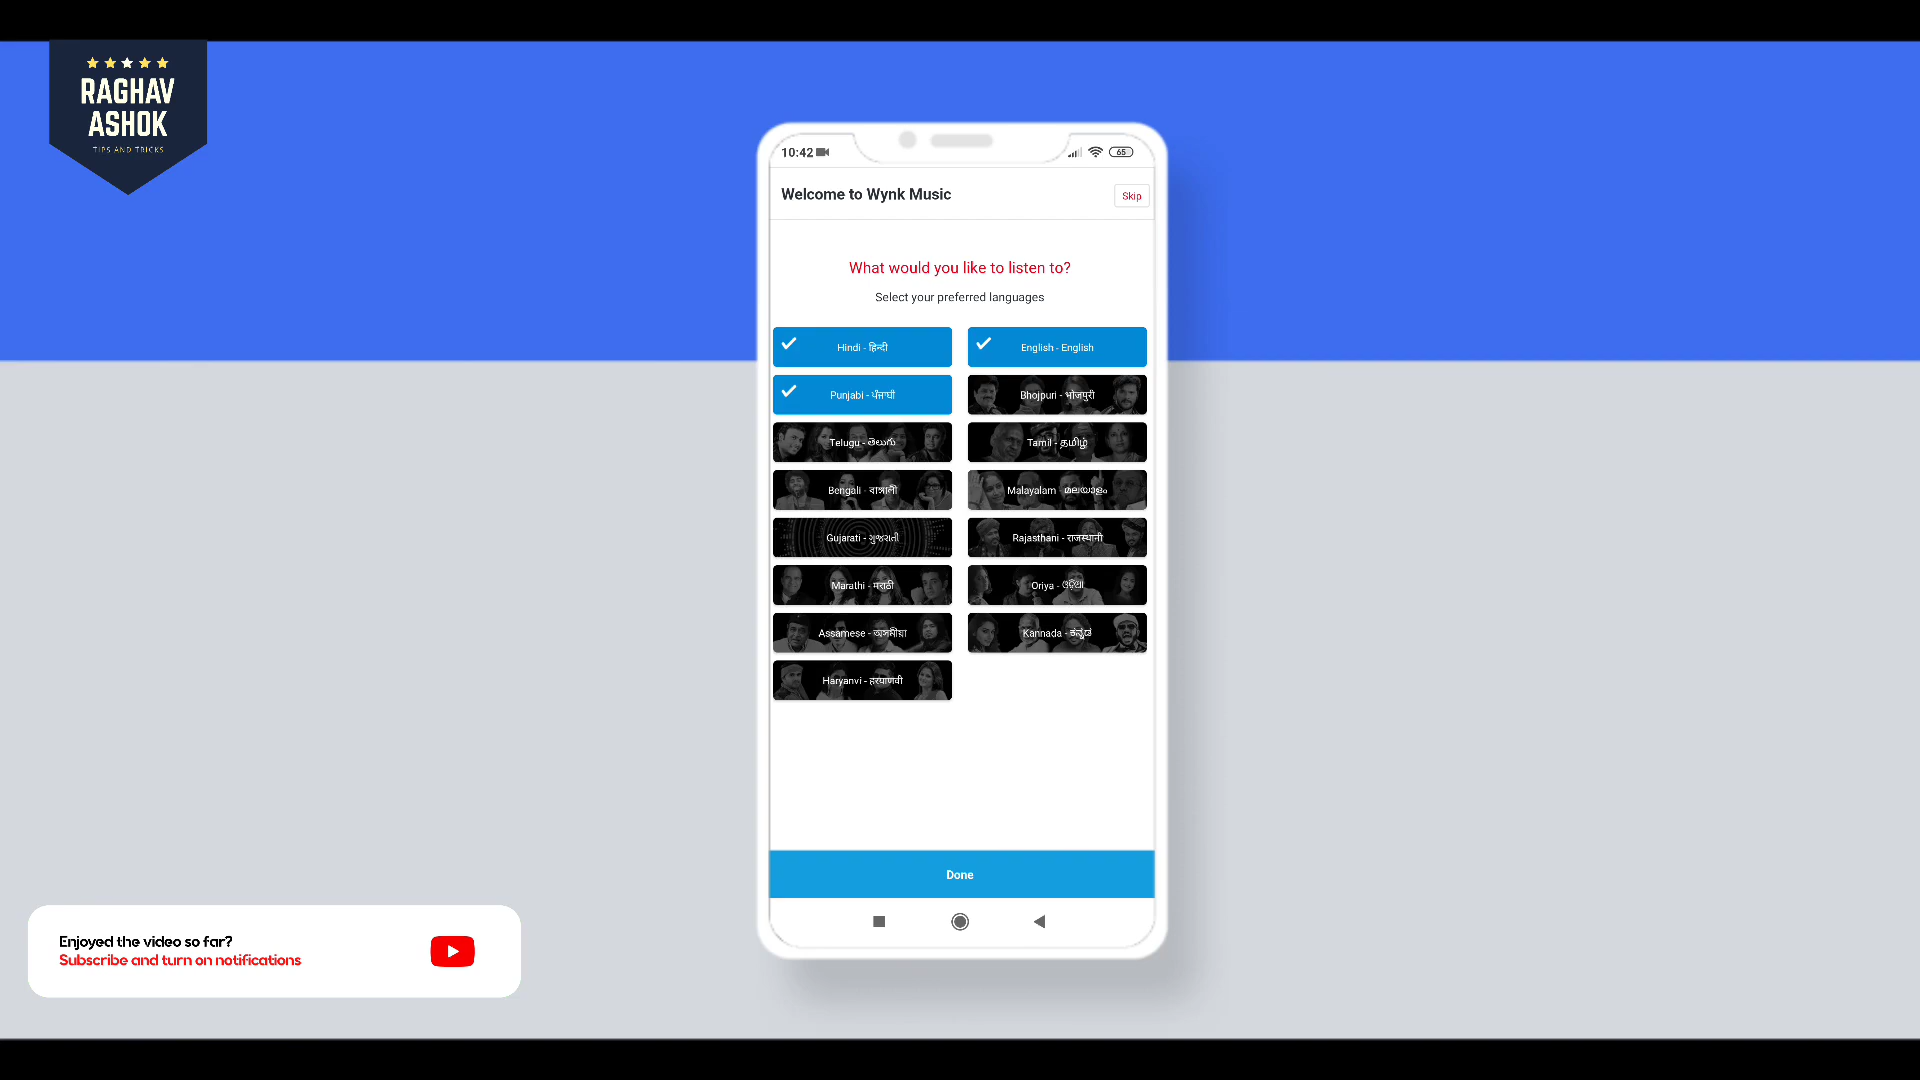 RAGHAV
ASHOK
TIPS AND TRICKS
10:42
65
Welcome to Wynk Music
Skip
What would you like to listen to?
Select your preferred languages
Hindi - हिन्दी
English - English
Punjabi - ਪੰਜਾਬੀ
Bhojpuri - भोजपुरी
Telugu - తెలుగు
Tamil - தமிழ்
Bengali - বাঙ্গালী
Malayalam - മലയാളം
Gujarati - ગુજરાતી
Rajasthani - राजस्थानी
Marathi - मराठी
Oriya - ଓଡ଼ିଆ
Assamese - অসমীয়া
Kannada - ಕನ್ನಡ
Haryanvi - हरयाणवी
Done
Enjoyed the video so far?
Subscribe and turn on notifications